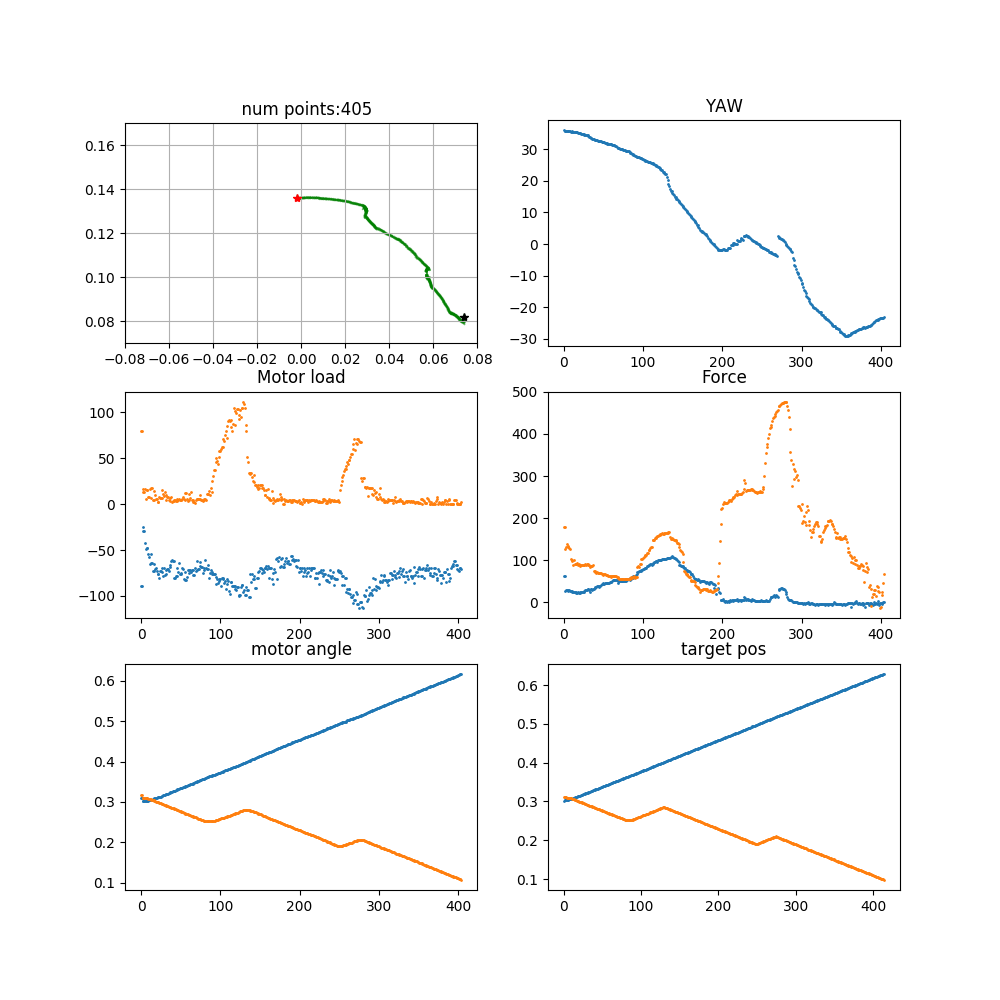 num points:405
YAW
0.16
0.14
0.12
0.10
0.08
−0.08 −0.06 −0.04 −0.02 0.00 0.02 0.04 0.06 0.08
30
20
10
0
−10
−20
−30
0 100 200 300 400
Motor load
Force
100
50
0
−50
−100
0 100 200 300 400
500
400
300
200
100
0
0 100 200 300 400
motor angle
target pos
0.6
0.5
0.4
0.3
0.2
0.1
0 100 200 300 400
0.6
0.5
0.4
0.3
0.2
0.1
0 100 200 300 400